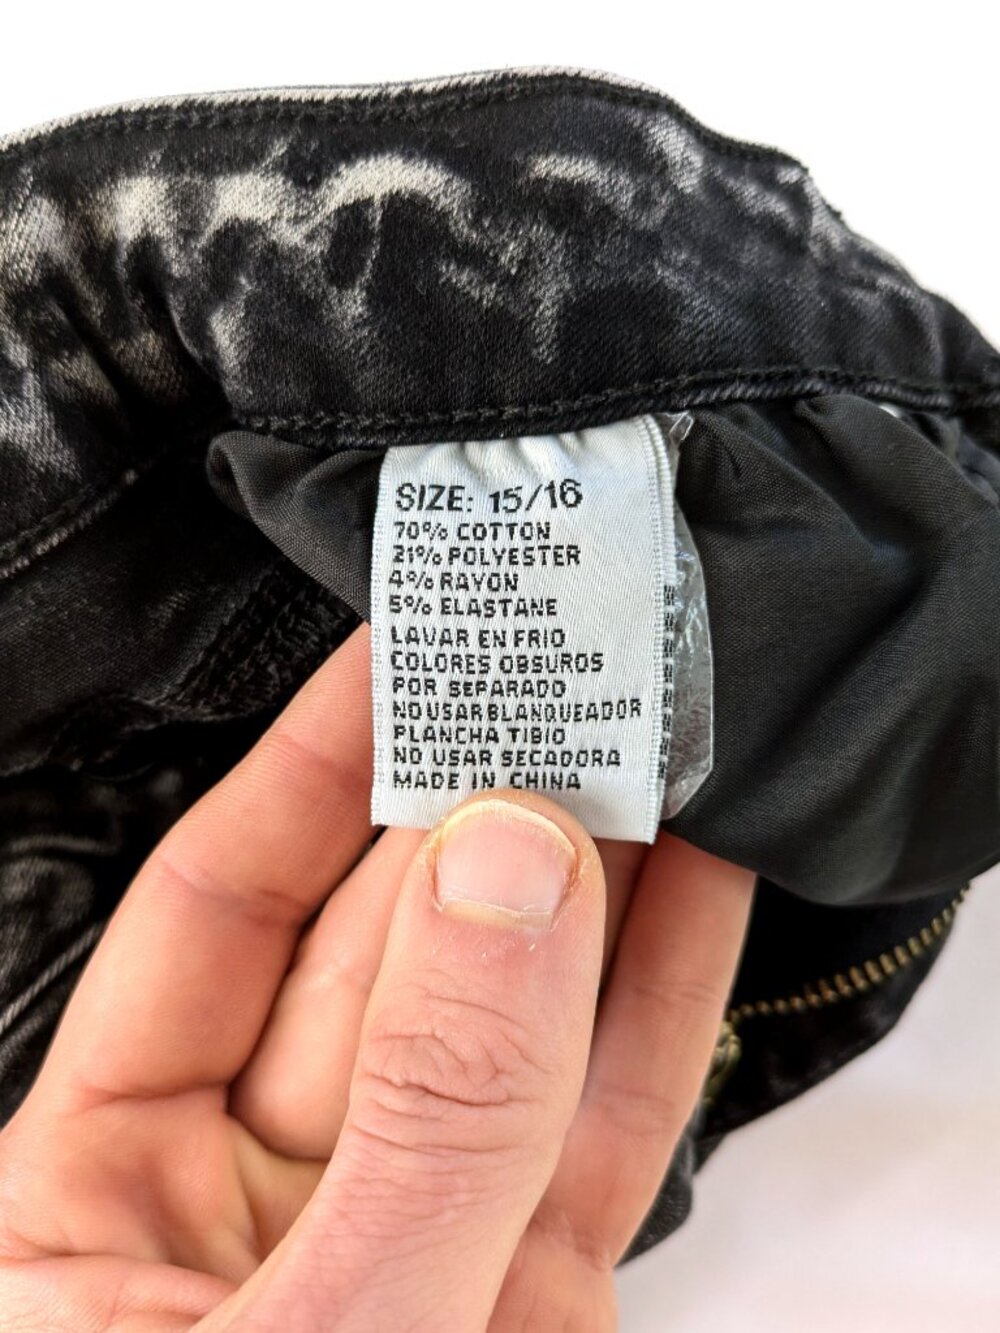 SIZE: 15/16
70% COTTON
21% POLYESTER
4% RAYON
5% ELASTANE
LAVAR EN FRIO
COLORES OBSUROS
POR SEPARADO
NO USAR BLANQUEADOR
PLANCHA TIBIO
NO USAR SECADORA
MADE IN CHINA